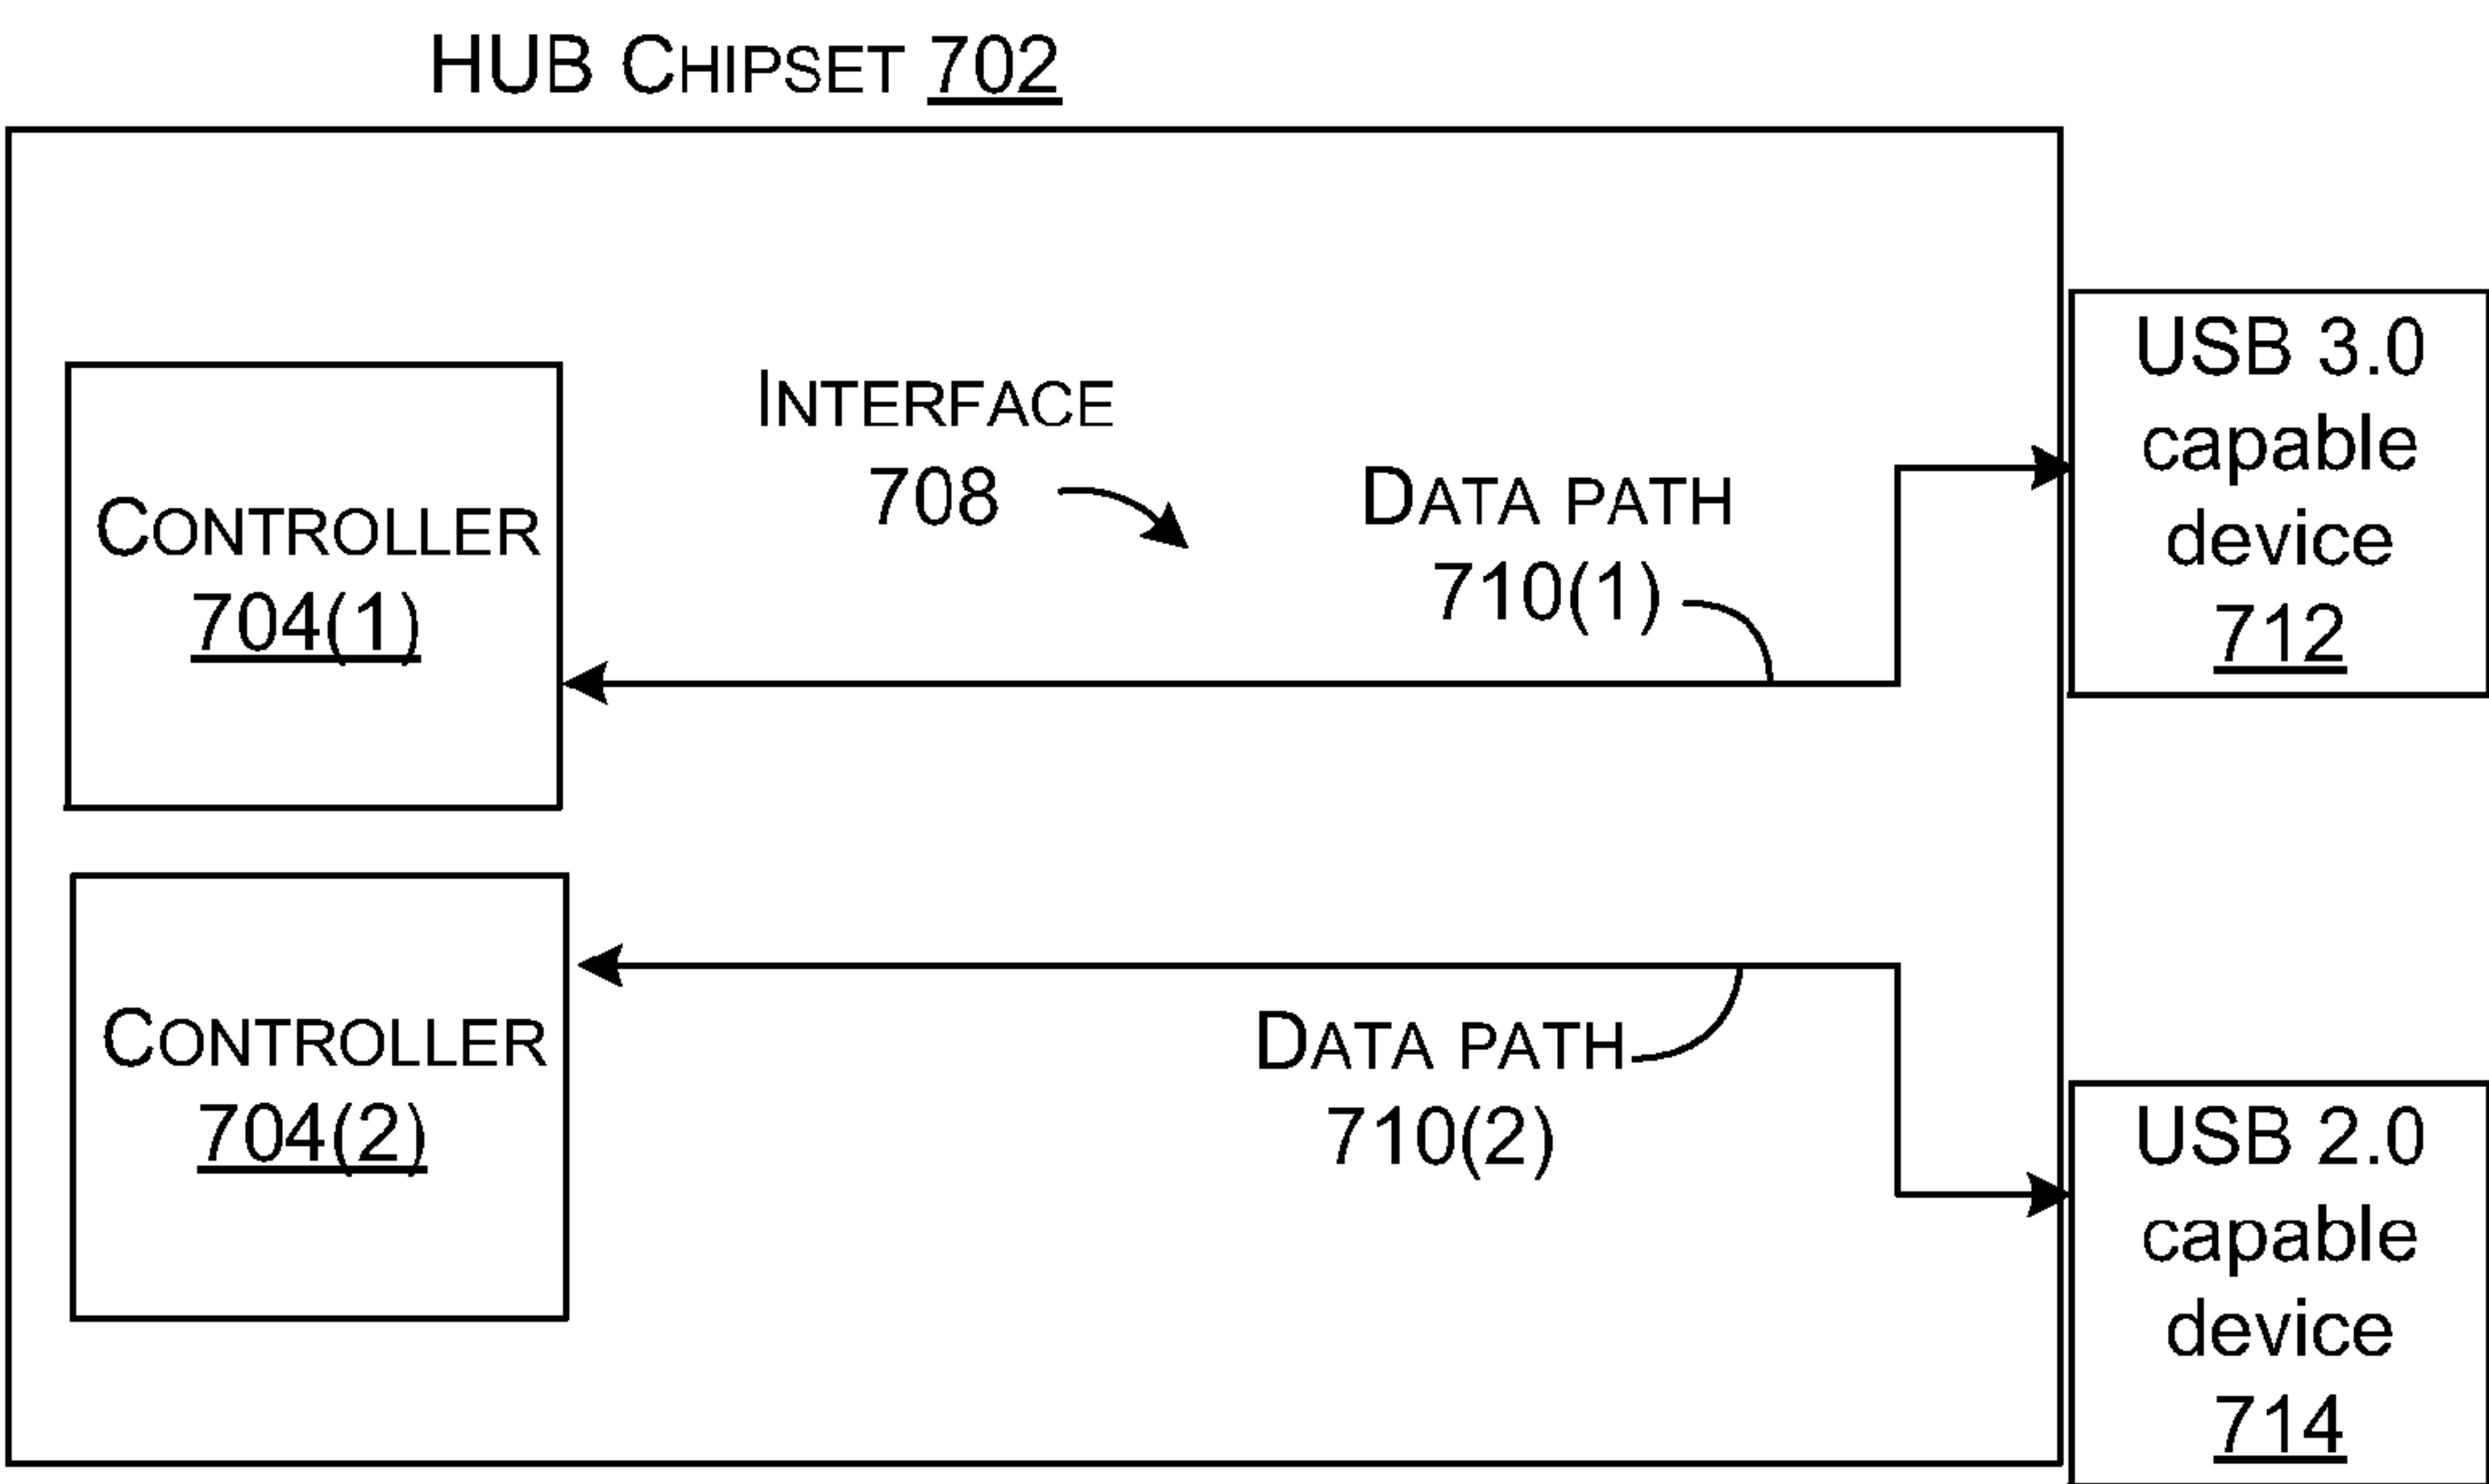 HUB CHIPSET 702
INTERFACE
708
DATA PATH
710(1)
CONTROLLER
704(1)
USB 3.0
capable
device
712
CONTROLLER
704(2)
DATA PATH
710(2)
USB 2.0
capable
device
714